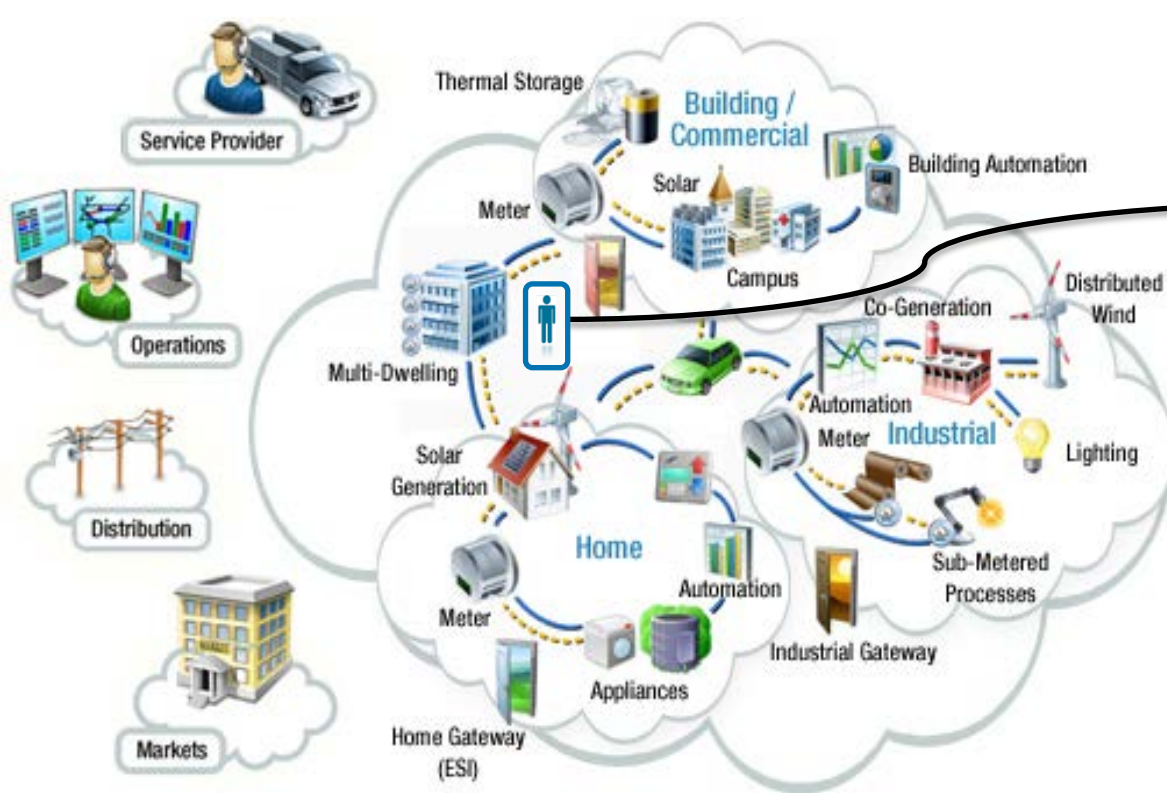 Service Provider
Operations
Distribution
Markets
Thermal Storage
Building /
Commercial
Building Automation
Solar
Meter
Campus
Multi-Dwelling
Co-Generation
Distributed
Wind
Automation
Meter
Industrial
Lighting
Sub-Metered
Processes
Industrial Gateway
Solar
Generation
Home
Automation
Meter
Appliances
Home Gateway
(ESI)